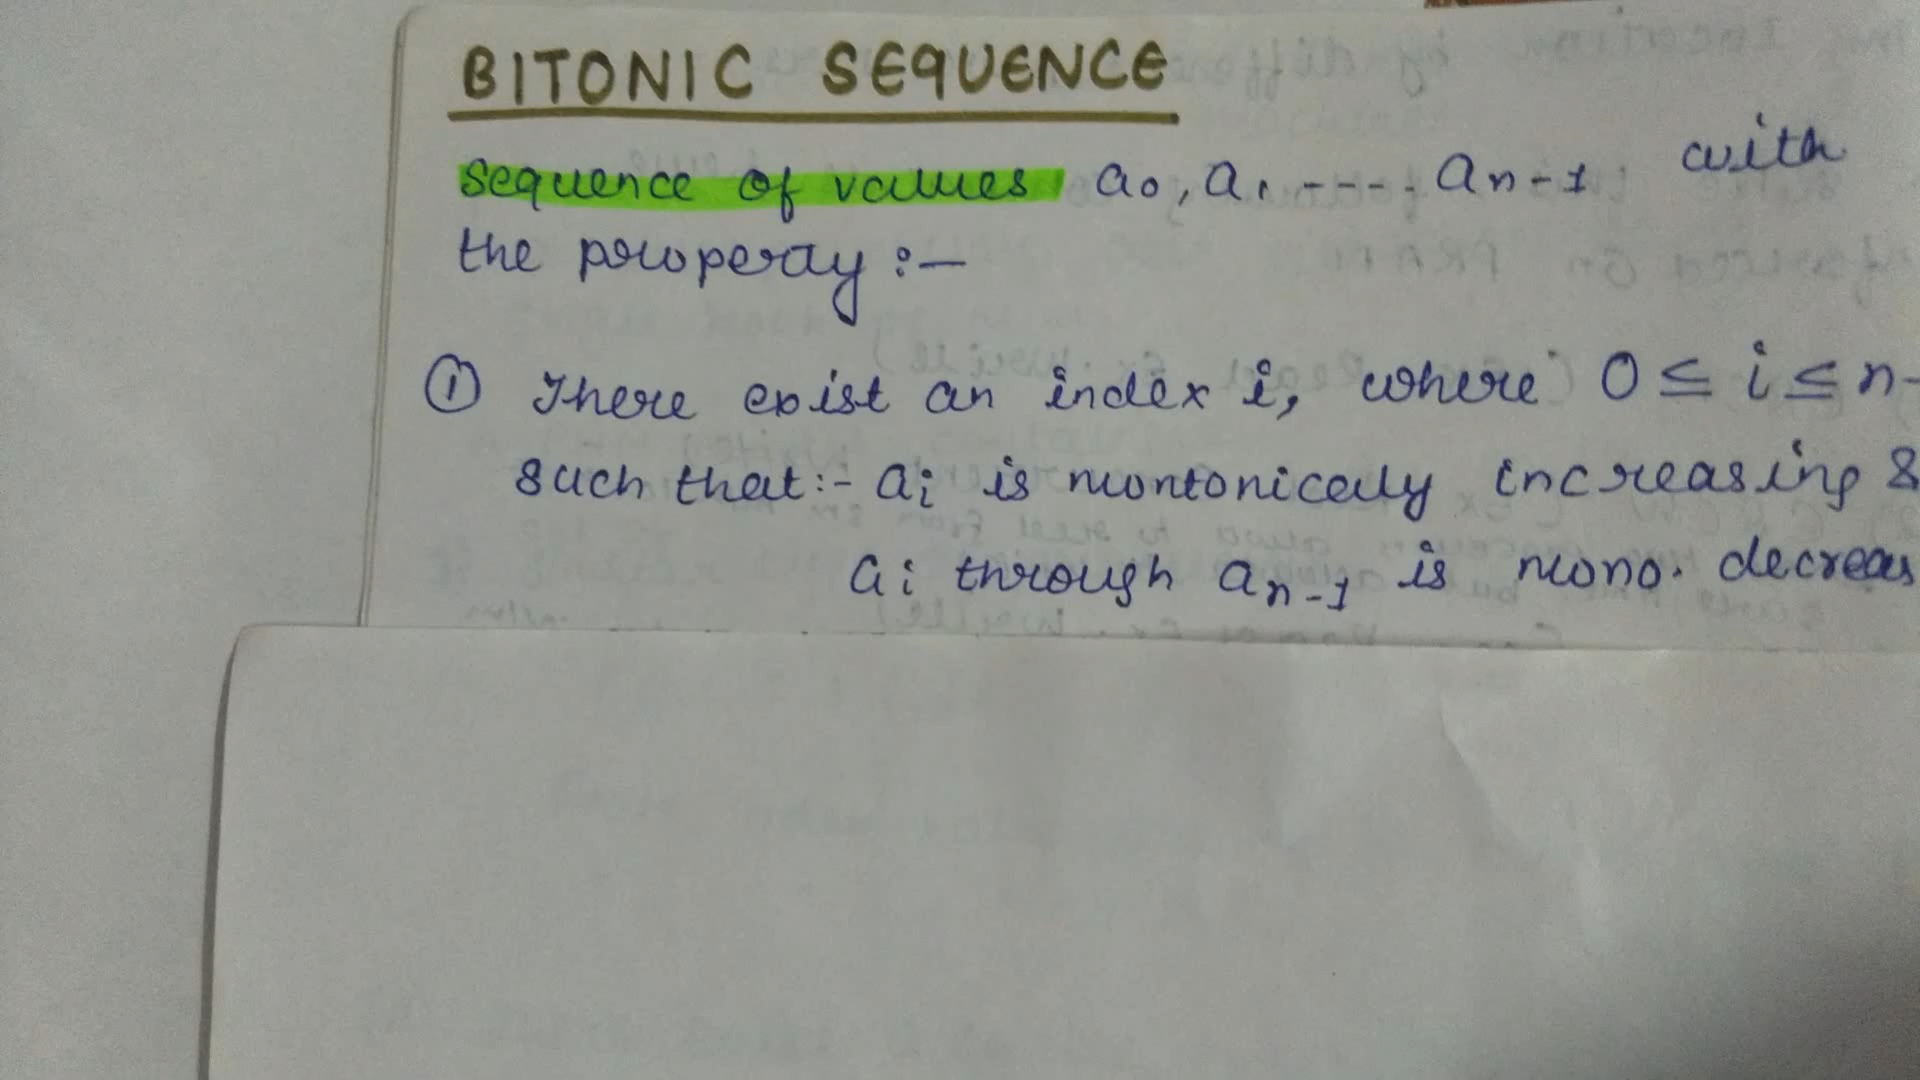 BITONIC SEQUENCE
Sequence of values a0, a1 ---- an-1 with
the property :-
① There exist an index i, where 0 ≤ i ≤ n-
such that:- ai is montonically increasing &
ai through an-1 is mono. decreas